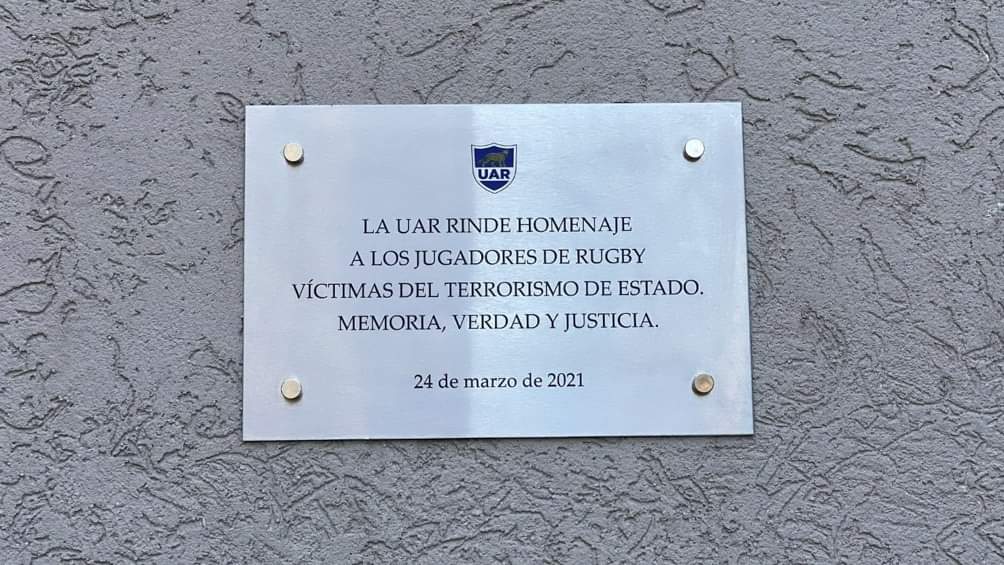 UAR
LA UAR RINDE HOMENAJE
A LOS JUGADORES DE RUGBY
VÍCTIMAS DEL TERRORISMO DE ESTADO.
MEMORIA, VERDAD Y JUSTICIA.
24 de marzo de 2021